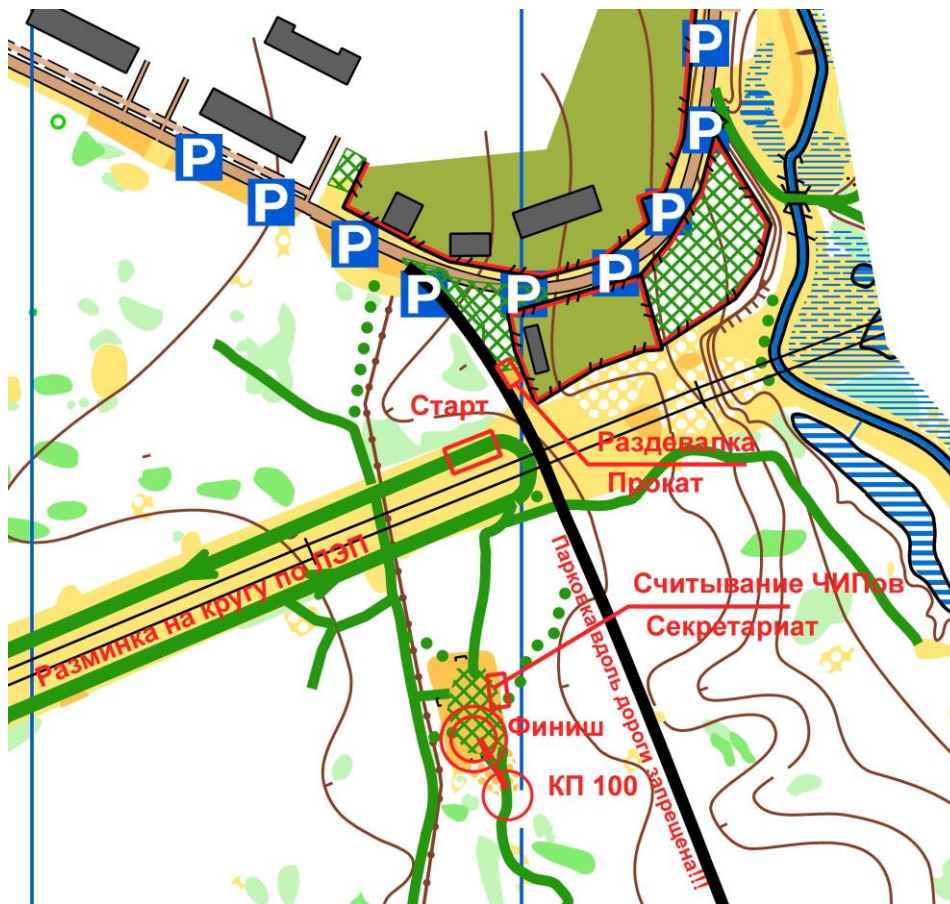 P
P
P
P
P
P
P
P
P
P
Старт
Раздевалка
Прокат
Разминка на кругу по ЛЭП
Парковка вдоль дороги запрещена!!!
Считывание ЧИПов
Секретариат
Финиш
КП 100